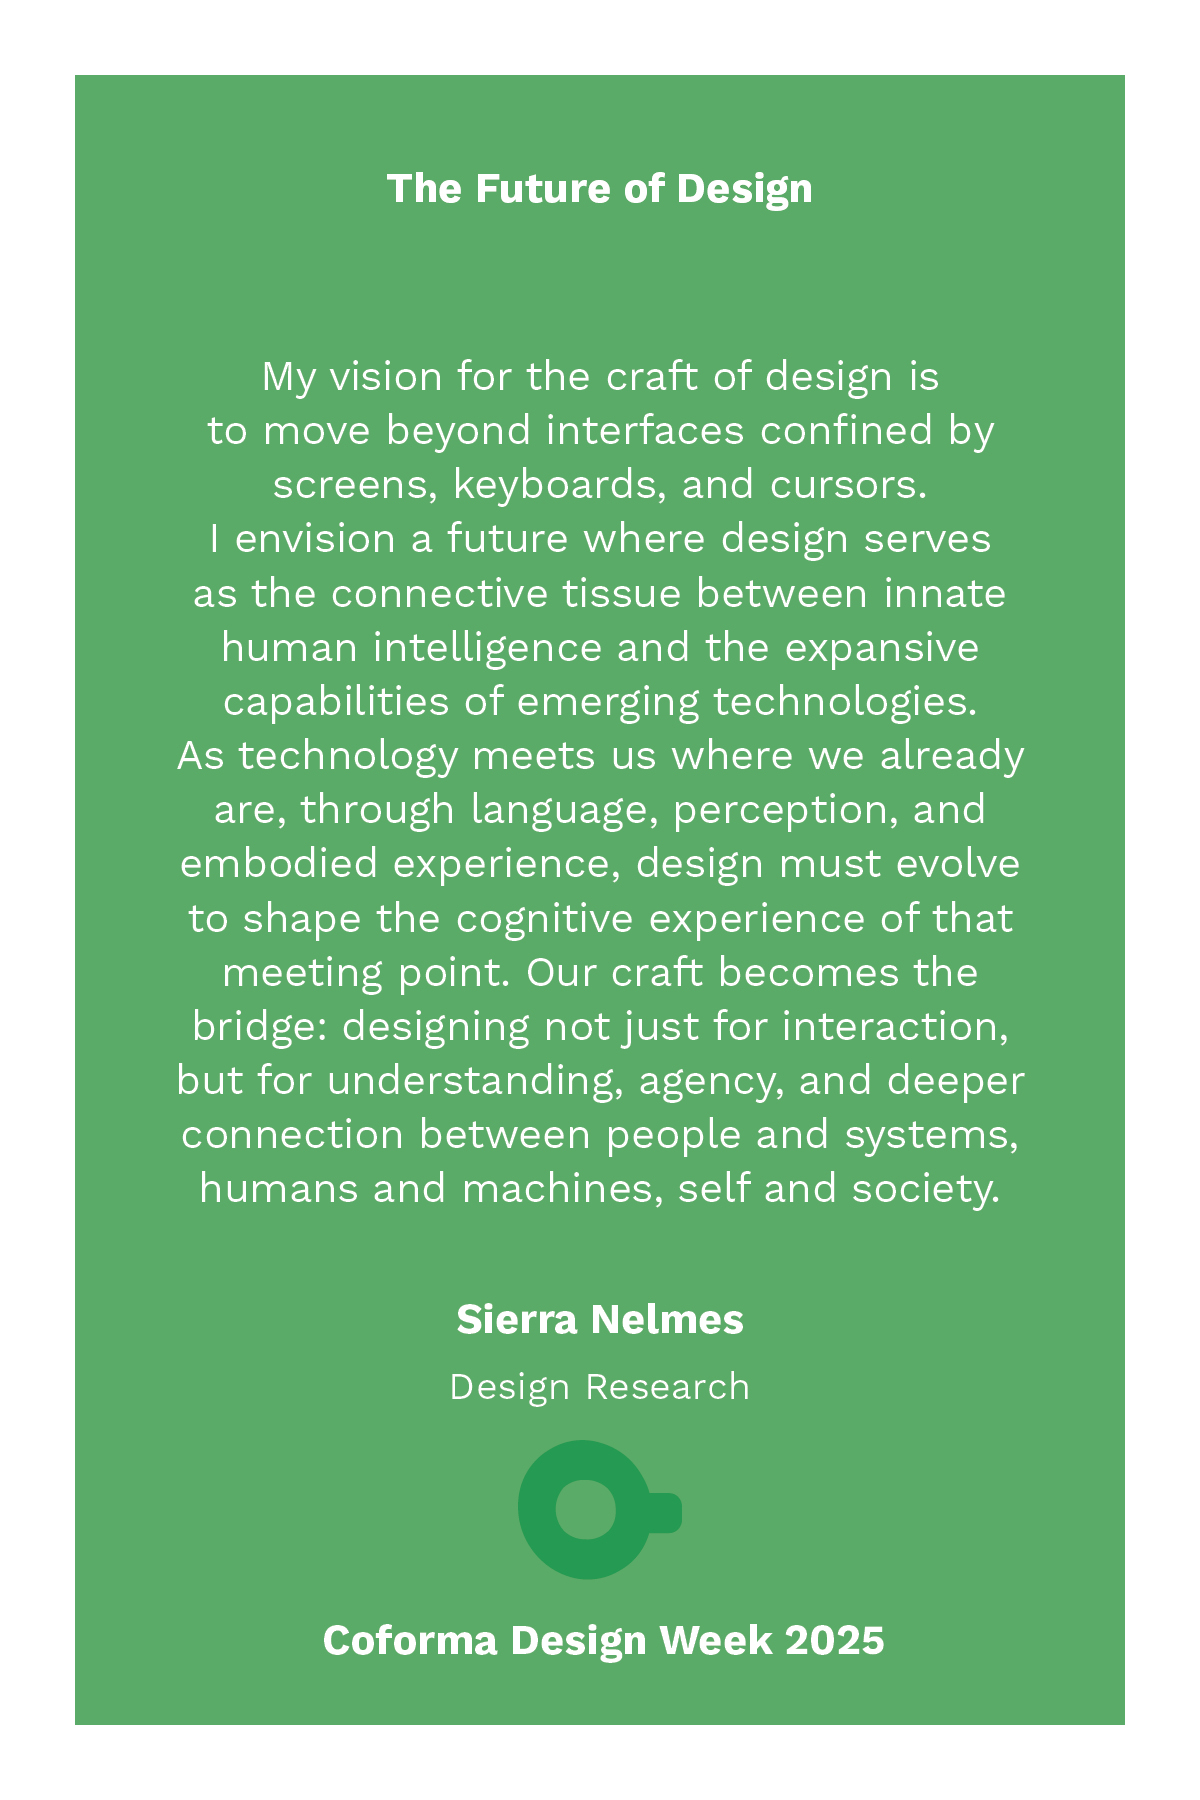 The Future of Design
My vision for the craft of design is
to move beyond interfaces confined by
screens, keyboards, and cursors.
I envision a future where design serves
as the connective tissue between innate
human intelligence and the expansive
capabilities of emerging technologies.
As technology meets us where we already
are, through language, perception, and
embodied experience, design must evolve
to shape the cognitive experience of that
meeting point. Our craft becomes the
bridge: designing not just for interaction,
but for understanding, agency, and deeper
connection between people and systems,
humans and machines, self and society.
Sierra Nelmes
Design Research
Coforma Design Week 2025